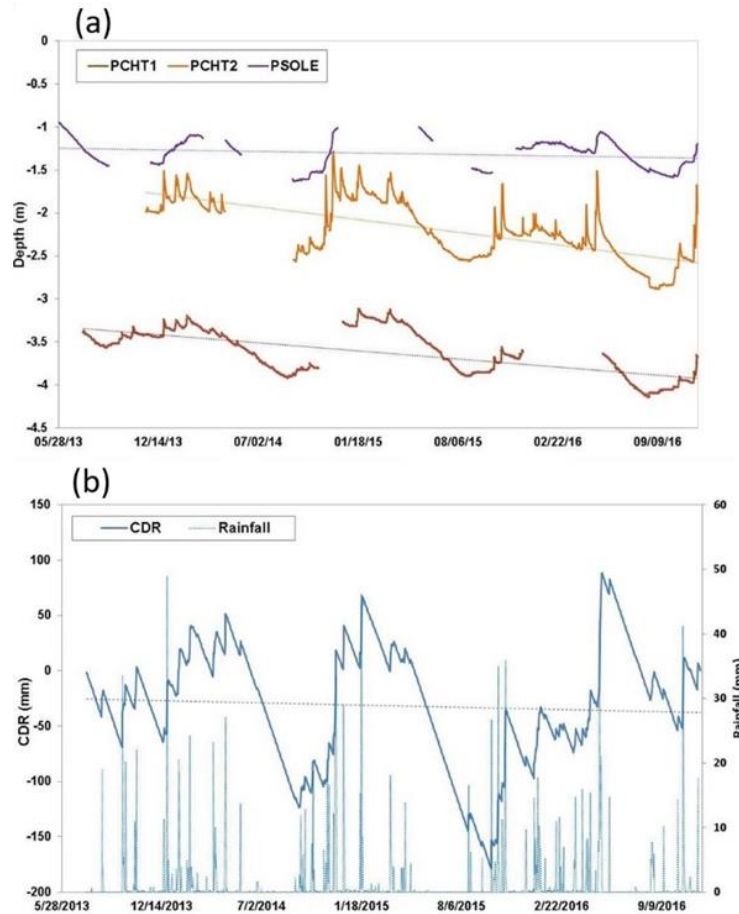 (a)
0
PCHT1 PCHT2 PSOLE
-0.5
-1
-1.5
-2
Depth (m)
-2.5
-3
-3.5
-4
-4.5
05/28/13 12/14/13 07/02/14 01/18/15 08/06/15 02/22/16 09/09/16
(b)
150 60
CDR Rainfall
100 50
50 40
0
CDR (mm) Rainfall (mm)
-50 30
-100 20
-150 10
-200 0
5/28/2013 12/14/2013 7/2/2014 1/18/2015 8/6/2015 2/22/2016 9/9/2016